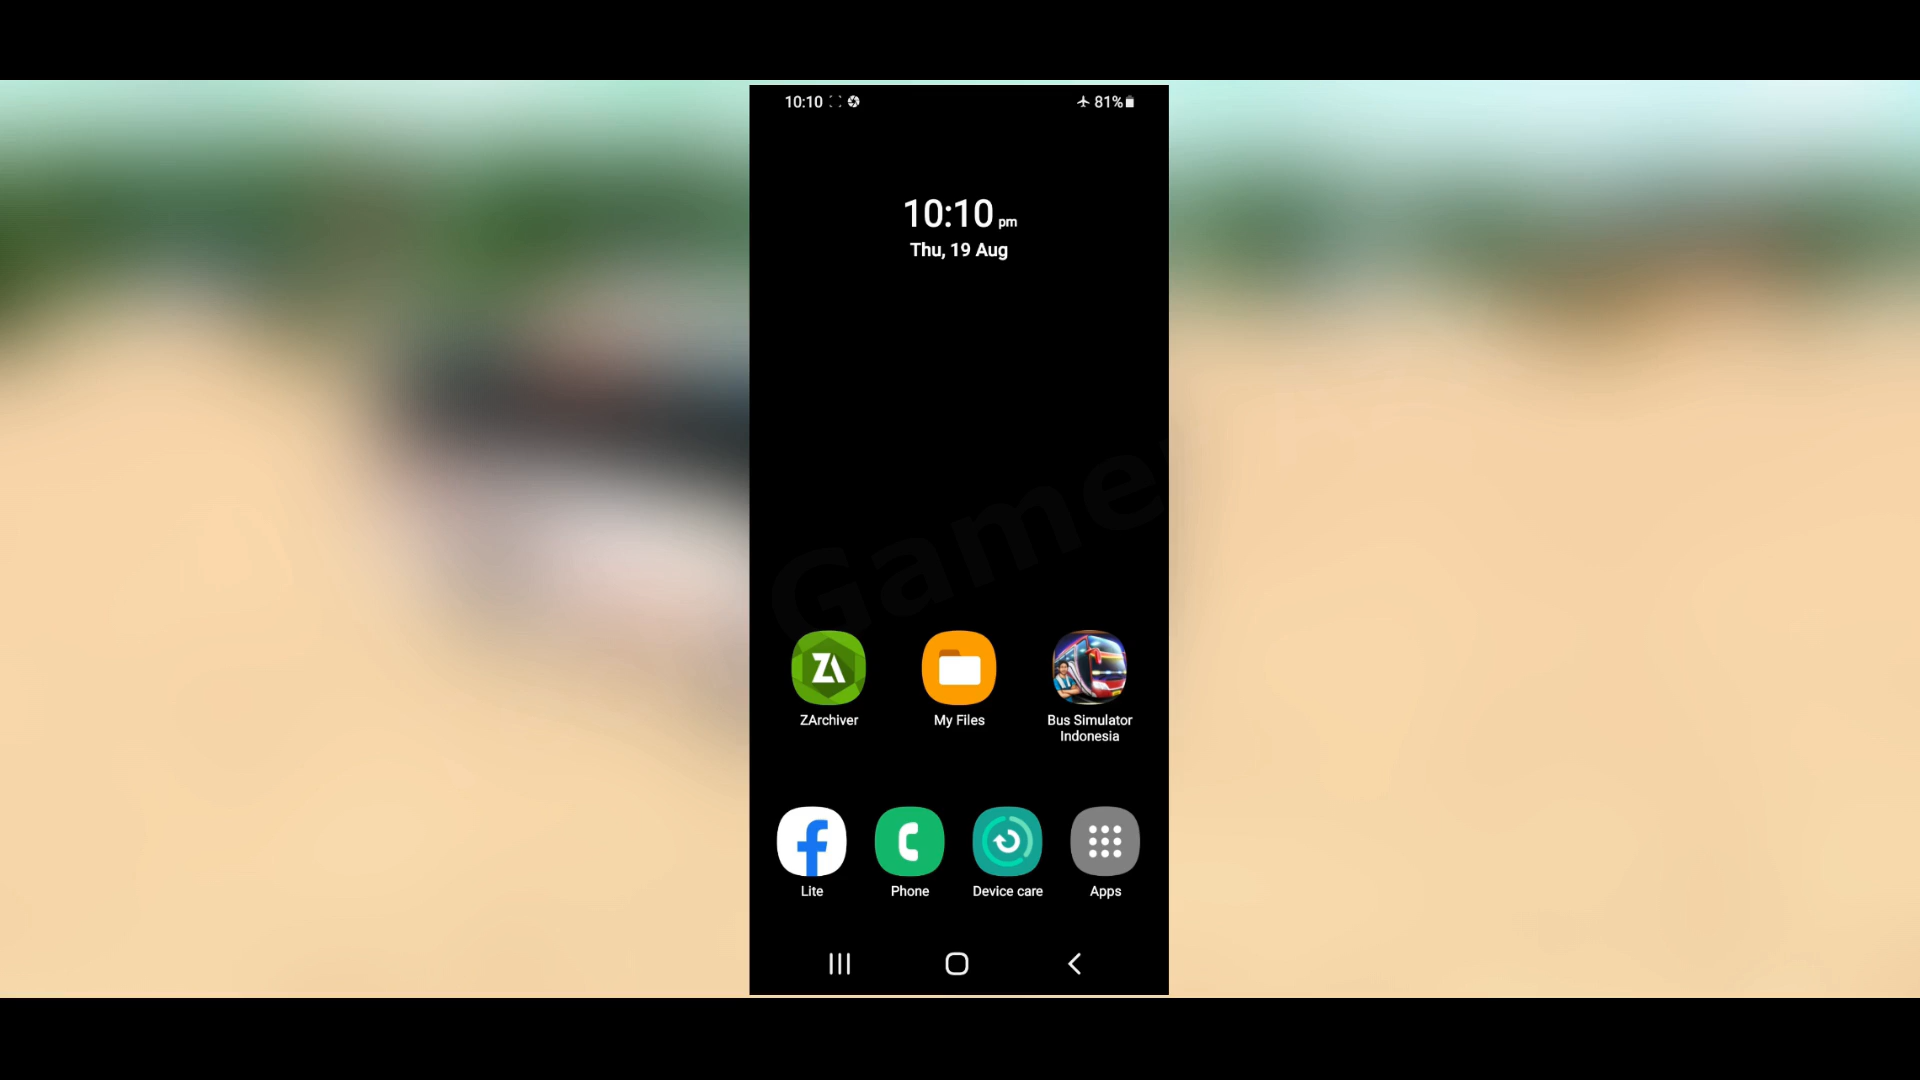 10:10
81%
10:10 pm
Thu, 19 Aug
Game
ZA
ZArchiver
My Files
Bus Simulator
Indonesia
Lite
Phone
Device care
Apps